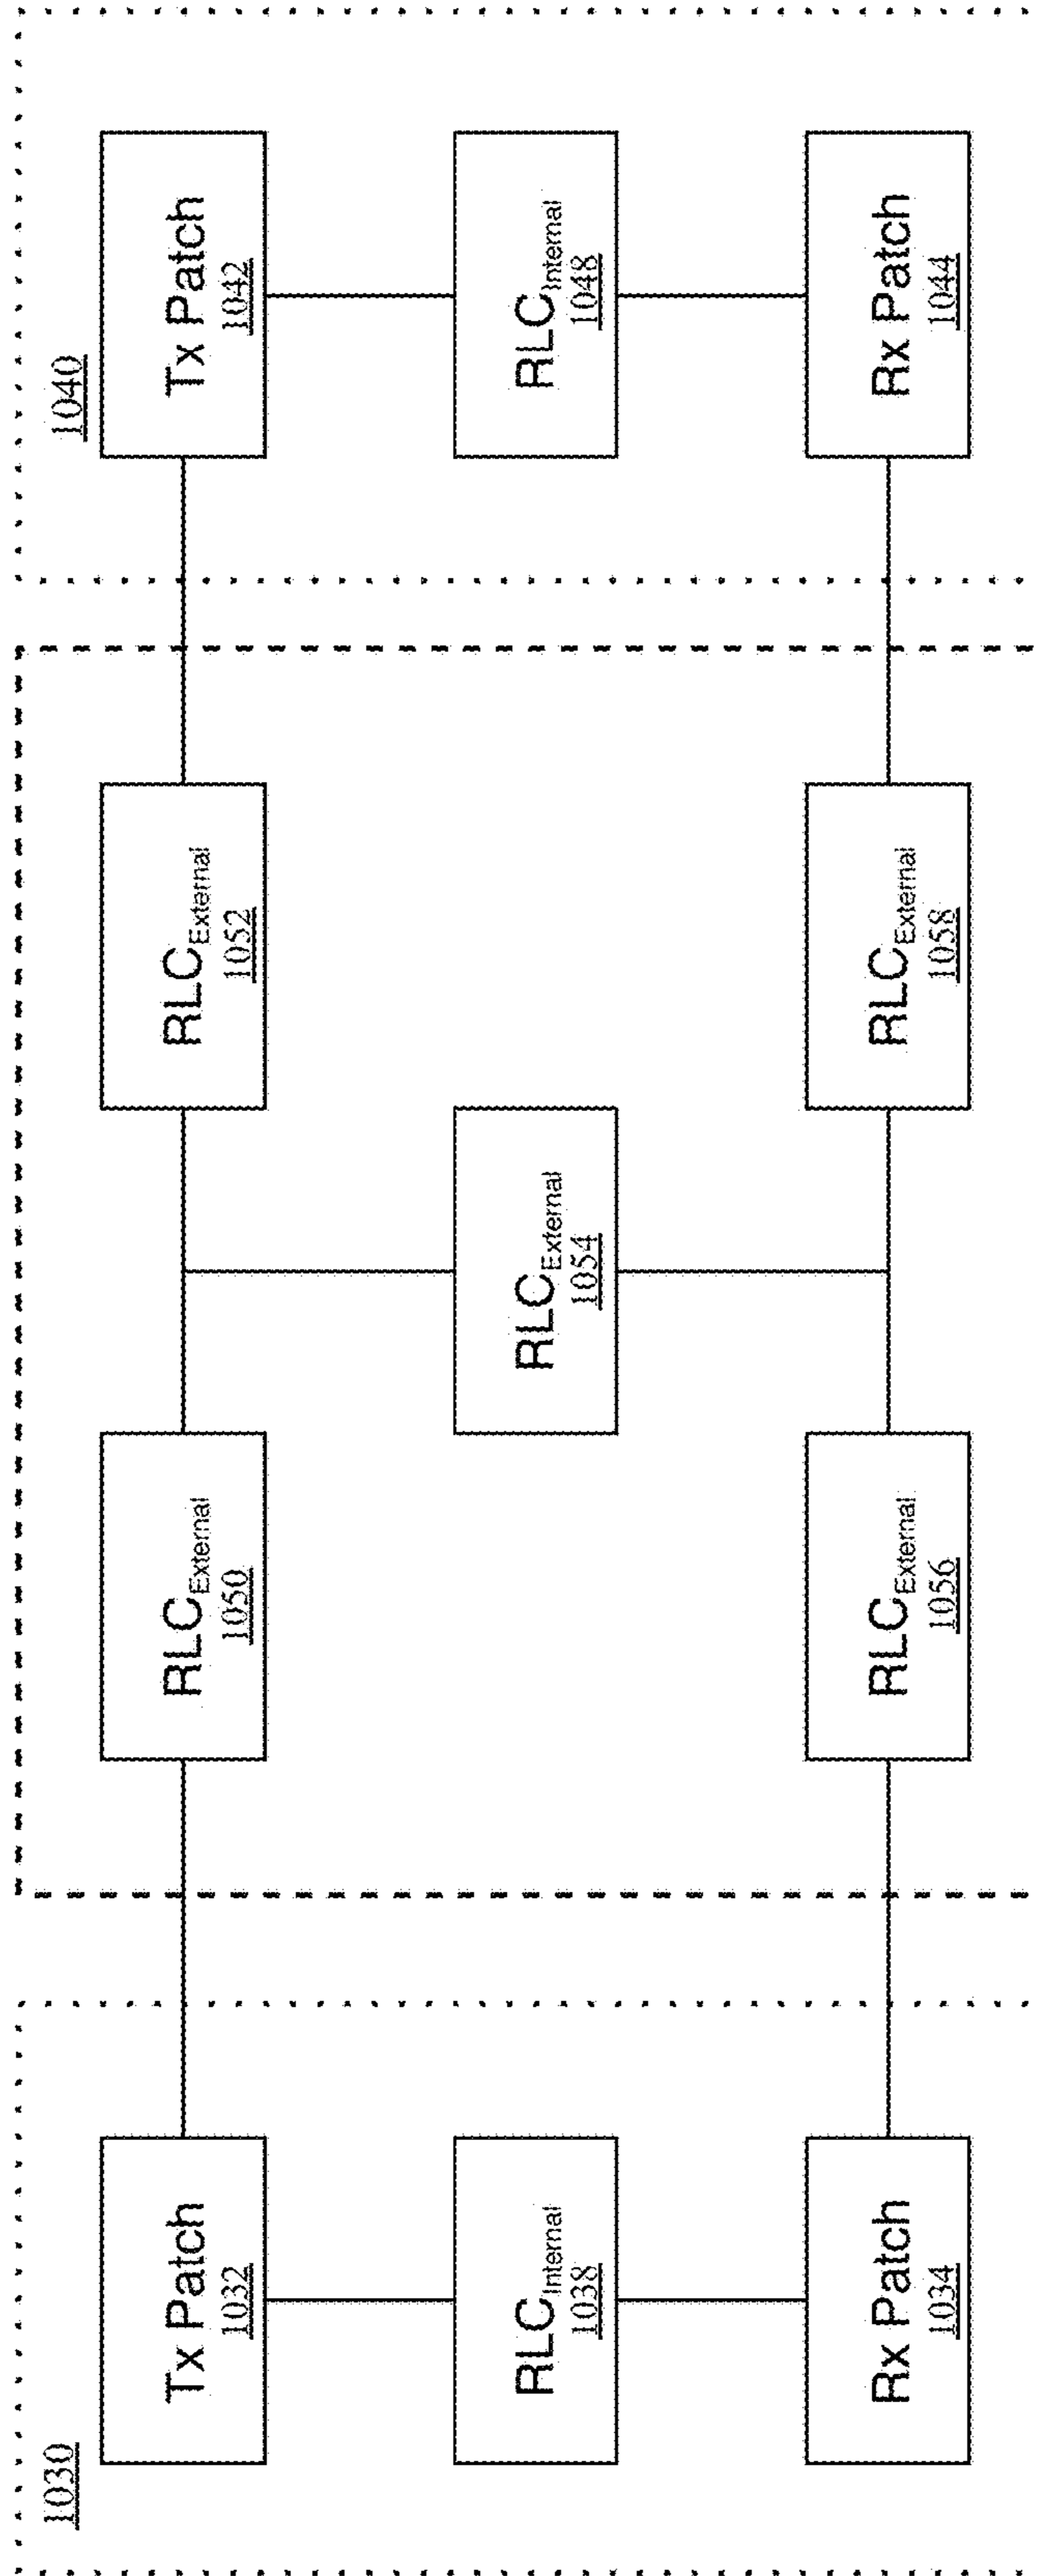 1030
1040
Tx Patch
1032
RLCExternal
1050
RLCExternal
1052
Tx Patch
1042
RLCInternal
1038
RLCExternal
1054
RLCInternal
1048
Rx Patch
1034
RLCExternal
1056
RLCExternal
1058
Rx Patch
1044